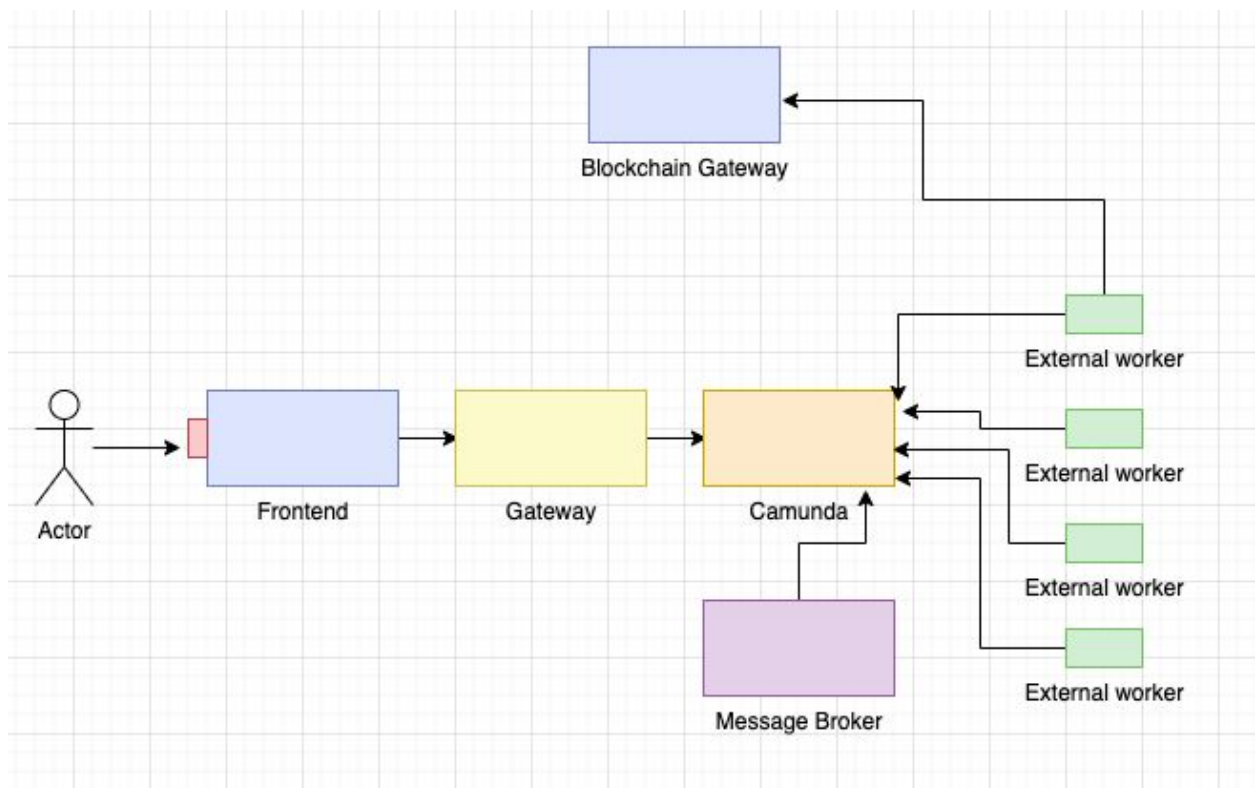 Blockchain Gateway
External worker
Frontend
Gateway
Camunda
External worker
Actor
External worker
External worker
Message Broker